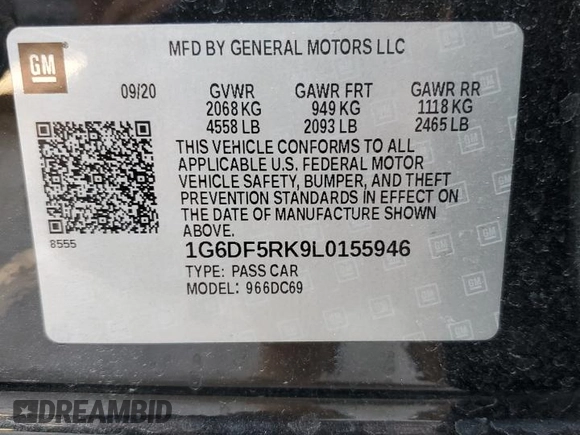 GM
MFD BY GENERAL MOTORS LLC
09/20 GVWR GAWR FRT GAWR RR
2068 KG 949 KG 1118 KG
4558 LB 2093 LB 2465 LB
THIS VEHICLE CONFORMS TO ALL
APPLICABLE U.S. FEDERAL MOTOR
VEHICLE SAFETY, BUMPER, AND THEFT
PREVENTION STANDARDS IN EFFECT ON
THE DATE OF MANUFACTURE SHOWN
ABOVE.
8555
1G6DF5RK9L0155946
TYPE: PASS CAR
MODEL: 966DC69
DREAMBID